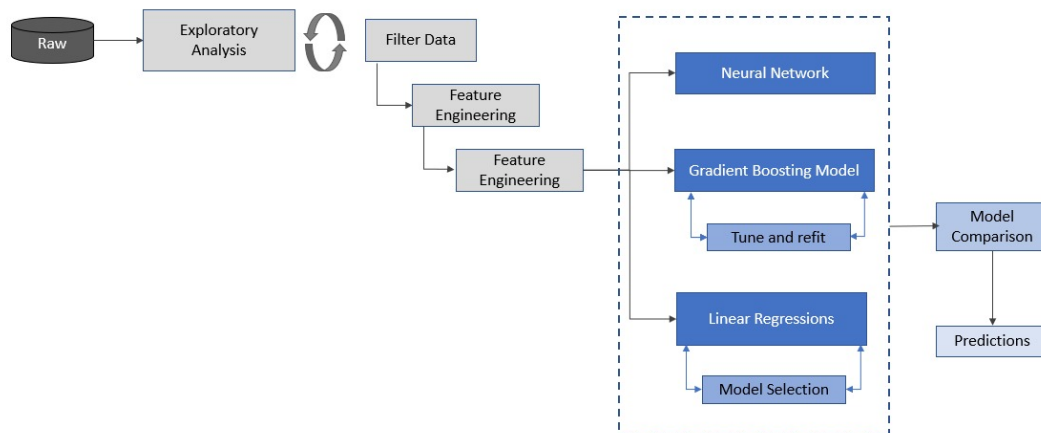 Raw
Exploratory
Analysis
Filter Data
Feature
Engineering
Feature
Engineering
Neural Network
Gradient Boosting Model
Tune and refit
Linear Regressions
Model Selection
Model
Comparison
Predictions